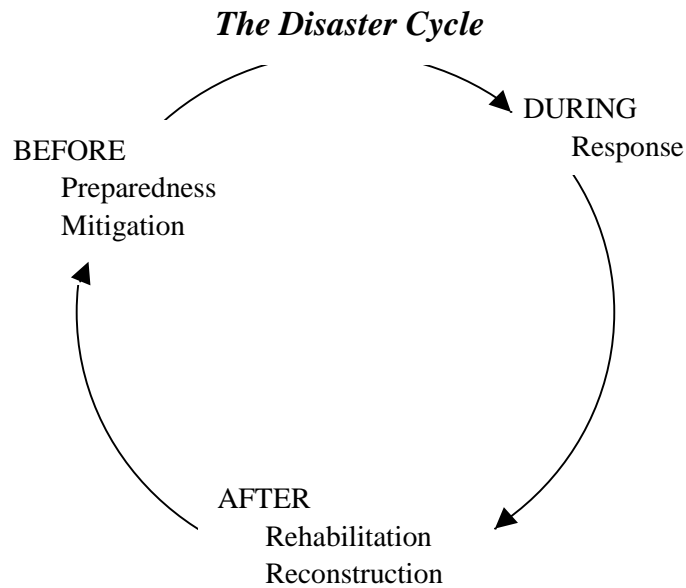 The Disaster Cycle
DURING
Response
BEFORE
Preparedness
Mitigation
AFTER
Rehabilitation
Reconstruction